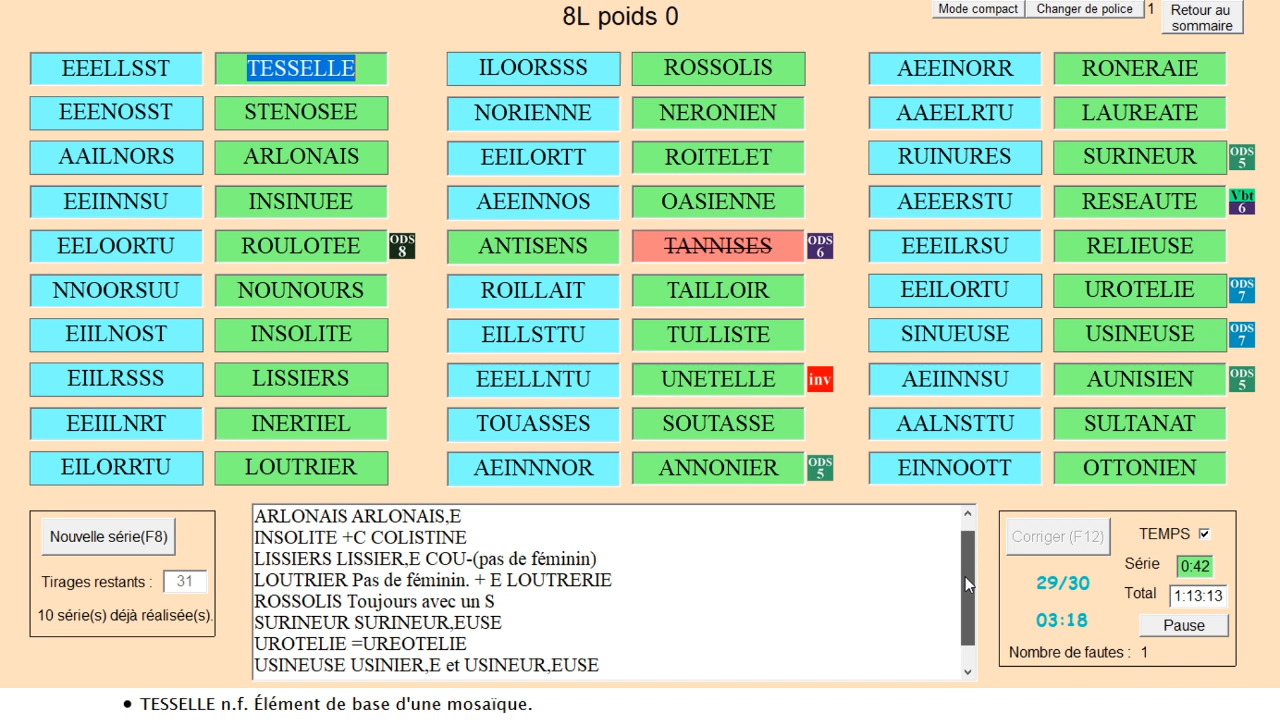 8L poids 0
Mode compact Changer de police 1 Retour au sommaire
EEELLSST TESSELLE ILOORSSS ROSSOLIS AEEINORR RONERAIE
EEENOSST STENOSEE NORIENNE NERONIEN AAEELRTU LAUREATE
AAILNORS ARLONAIS EEILORTT ROITELET RUINURES SURINEUR ODS 5
EEIINNSU INSINUEE AEEINNOS OASIENNE AEEERSTU RESEAUTE Vbt 6
EELOORTU ROULOTEE ODS 8 ANTISENS TANNISES ODS 6 EEEILRSU RELIEUSE
NNOORSUU NOUNOURS ROILLAIT TAILLOIR EEILORTU UROTELIE ODS 7
EIILNOST INSOLITE EILLSTTU TULLISTE SINUEUSE USINEUSE ODS 7
EIILRSSS LISSIERS EEELLNTU UNETELLE inv AEIINNSU AUNISIEN ODS 5
EEIILNRT INERTIEL TOUASSES SOUTASSE AALNSTTU SULTANAT
EILORRTU LOUTRIER AEINNNOR ANNONIER ODS 5 EINNOOTT OTTONIEN
Nouvelle série(F8)
Tirages restants : 31
10 série(s) déjà réalisée(s).
ARLONAIS ARLONAIS,E
INSOLITE +C COLISTINE
LISSIERS LISSIER,E COU-(pas de féminin)
LOUTRIER Pas de féminin. + E LOUTRERIE
ROSSOLIS Toujours avec un S
SURINEUR SURINEUR,EUSE
UROTELIE =UREOTELIE
USINEUSE USINIER,E et USINEUR,EUSE
Corriger (F12) TEMPS
Série 0:42
29/30
Total 1:13:13
03:18 Pause
Nombre de fautes : 1
• TESSELLE n.f. Élément de base d'une mosaïque.